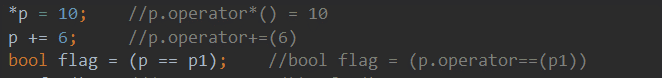 *p = 10;     //p.operator*() = 10
p += 6;      //p.operator+=(6)
bool flag = (p == p1);    //bool flag = (p.operator==(p1))